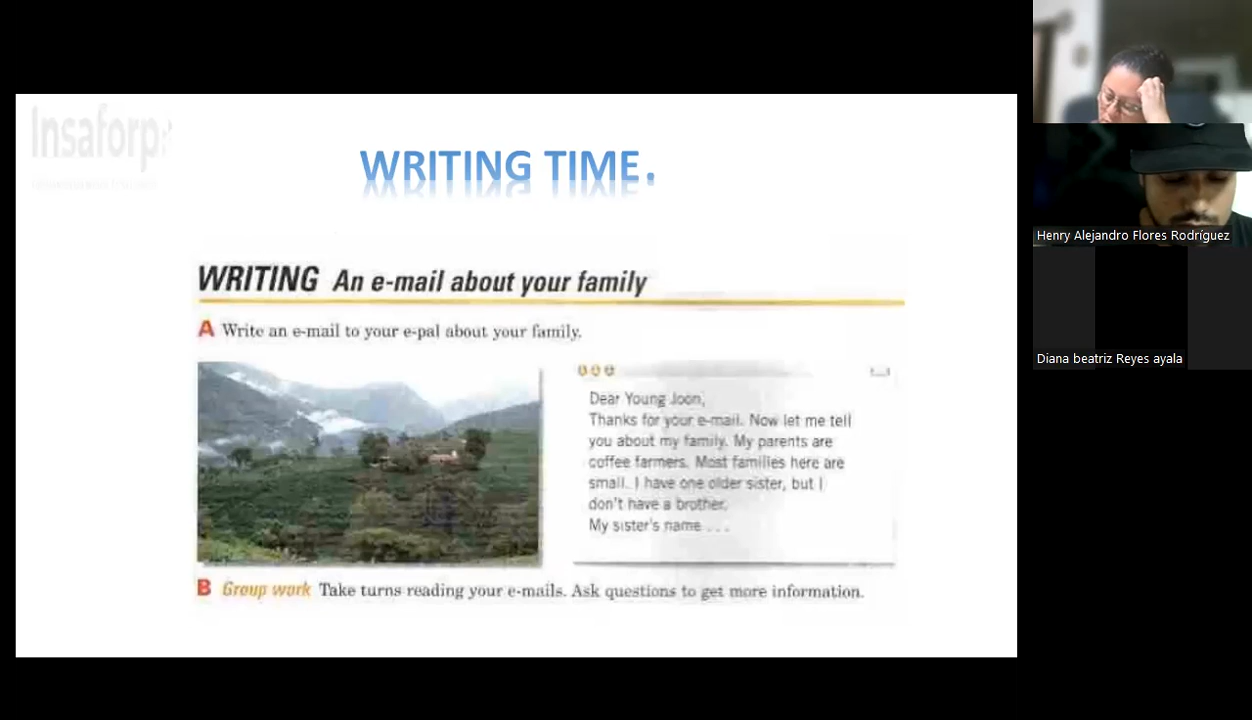 Insaforp
WRITING TIME.
WRITING An e-mail about your family
A Write an e-mail to your e-pal about your family.
Dear Young Joon,
Thanks for your e-mail. Now let me tell
you about my family. My parents are
coffee farmers. Most families here are
small. I have one older sister, but I
don't have a brother.
My sister's name . . .
B Group work Take turns reading your e-mails. Ask questions to get more information.
Henry Alejandro Flores Rodríguez
Diana beatriz Reyes ayala